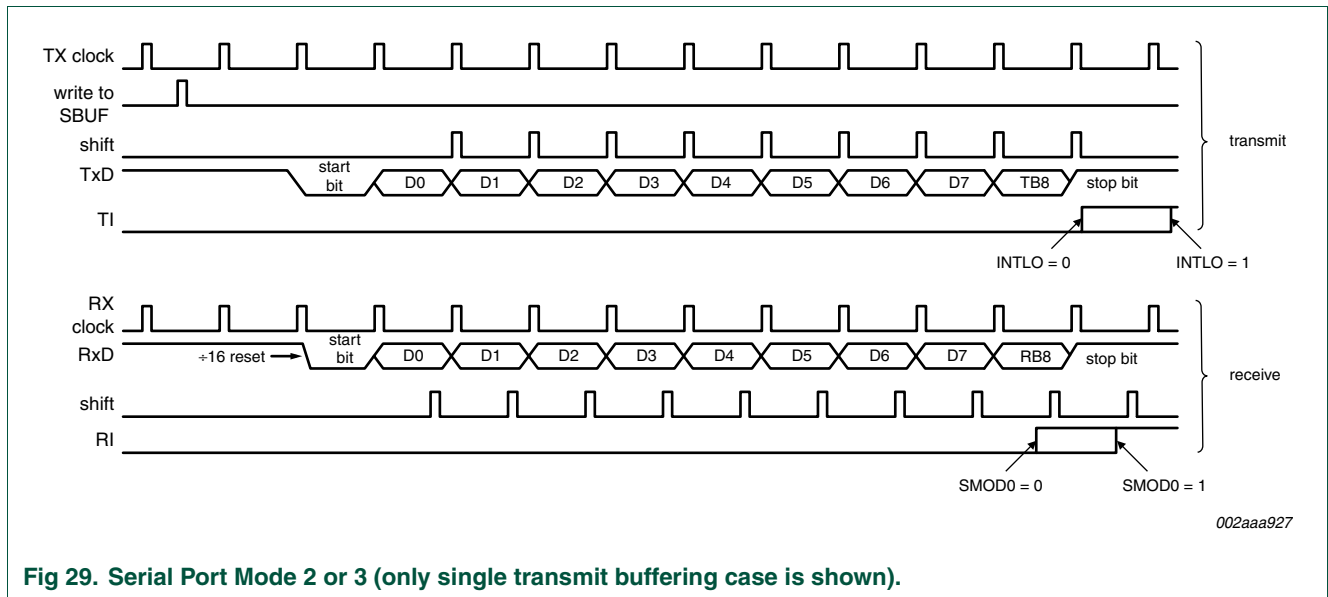 TX clock
write to
SBUF
shift
TxD
start
bit
D0
D1
D2
D3
D4
D5
D6
D7
TB8
stop bit
TI
INTLO = 0
INTLO = 1
transmit
RX
clock
RxD
÷16 reset
start
bit
D0
D1
D2
D3
D4
D5
D6
D7
RB8
stop bit
shift
RI
SMOD0 = 0
SMOD0 = 1
receive
002aaa927
Fig 29. Serial Port Mode 2 or 3 (only single transmit buffering case is shown).